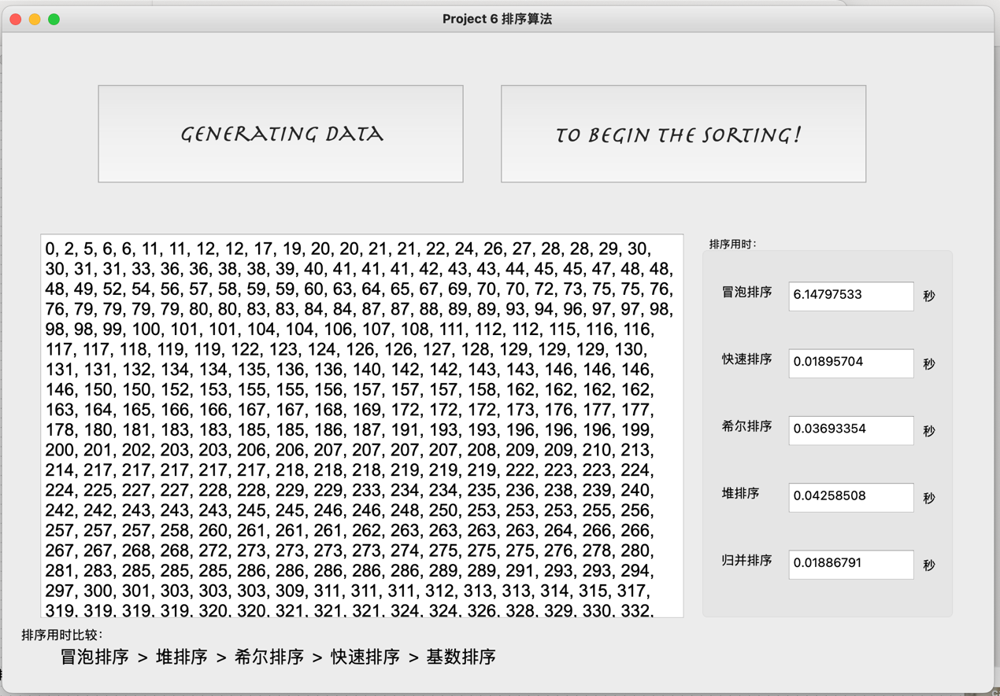 Project 6 排序算法
GENERATING DATA
TO BEGIN THE SORTING!
0, 2, 5, 6, 6, 11, 11, 12, 12, 17, 19, 20, 20, 21, 21, 22, 24, 26, 27, 28, 28, 29, 30,
30, 31, 31, 33, 36, 36, 38, 38, 39, 40, 41, 41, 41, 42, 43, 43, 44, 45, 45, 47, 48, 48,
48, 49, 52, 54, 56, 57, 58, 59, 59, 60, 63, 64, 65, 67, 69, 70, 70, 72, 73, 75, 75, 76,
76, 79, 79, 79, 79, 80, 80, 83, 83, 84, 84, 87, 87, 88, 89, 89, 93, 94, 96, 97, 97, 98,
98, 98, 99, 100, 101, 101, 104, 104, 106, 107, 108, 111, 112, 112, 115, 116, 116,
117, 117, 118, 119, 119, 122, 123, 124, 126, 126, 127, 128, 129, 129, 129, 130,
131, 131, 132, 134, 134, 135, 136, 136, 140, 142, 142, 143, 143, 146, 146, 146,
146, 150, 150, 152, 153, 155, 155, 156, 157, 157, 157, 158, 162, 162, 162, 162,
163, 164, 165, 166, 166, 167, 167, 168, 169, 172, 172, 172, 173, 176, 177, 177,
178, 180, 181, 183, 183, 185, 185, 186, 187, 191, 193, 193, 196, 196, 196, 199,
200, 201, 202, 203, 203, 206, 206, 207, 207, 207, 207, 208, 209, 209, 210, 213,
214, 217, 217, 217, 217, 217, 218, 218, 218, 219, 219, 219, 222, 223, 223, 224,
224, 225, 227, 227, 228, 228, 229, 229, 233, 234, 234, 235, 236, 238, 239, 240,
242, 242, 243, 243, 243, 245, 245, 246, 246, 248, 250, 253, 253, 253, 255, 256,
257, 257, 257, 258, 260, 261, 261, 261, 262, 263, 263, 263, 263, 264, 266, 266,
267, 267, 268, 268, 272, 273, 273, 273, 273, 274, 275, 275, 275, 276, 278, 280,
281, 283, 285, 285, 285, 286, 286, 286, 286, 286, 289, 289, 291, 293, 293, 294,
297, 300, 301, 303, 303, 303, 309, 311, 311, 311, 312, 313, 313, 314, 315, 317,
319, 319, 319, 319, 320, 320, 321, 321, 321, 324, 324, 326, 328, 329, 330, 332,
排序用时：
冒泡排序 6.14797533 秒
快速排序 0.01895704 秒
希尔排序 0.03693354 秒
堆排序 0.04258508 秒
归并排序 0.01886791 秒
排序用时比较：
冒泡排序 > 堆排序 > 希尔排序 > 快速排序 > 基数排序